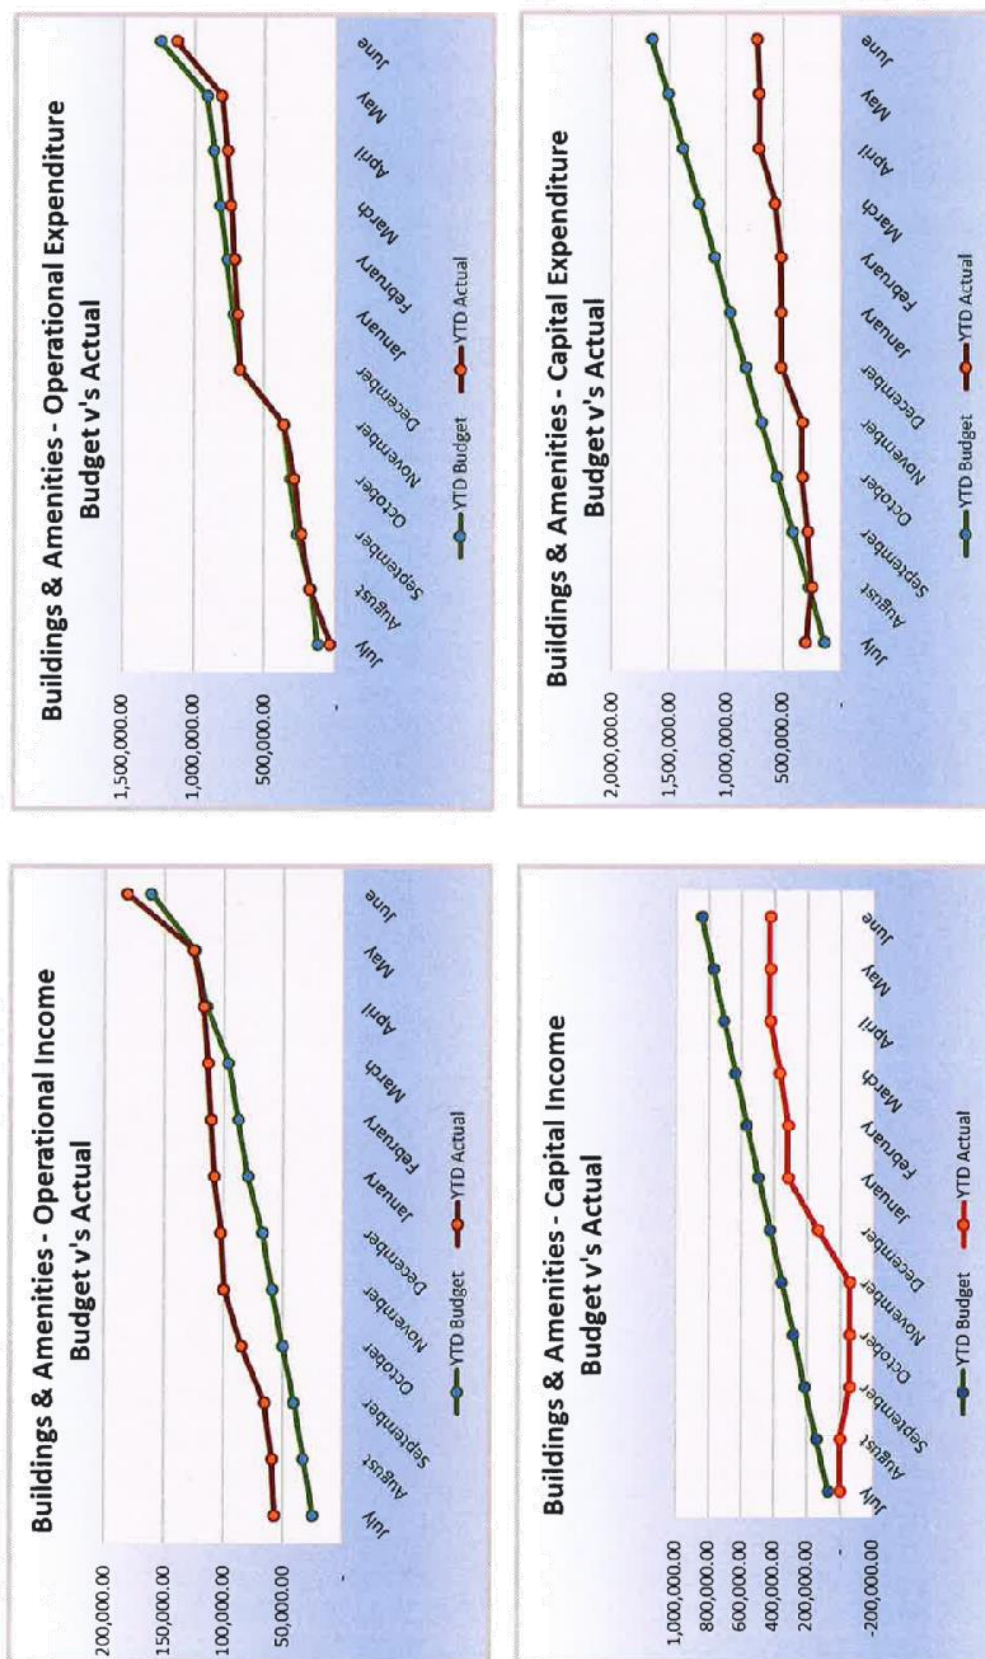 Buildings & Amenities - Operational Income
Budget v's Actual
200,000.00
150,000.00
100,000.00
50,000.00
-
July
August
September
October
November
December
January
February
March
April
May
June
YTD Budget
YTD Actual
Buildings & Amenities - Operational Expenditure
Budget v's Actual
1,500,000.00
1,000,000.00
500,000.00
-
July
August
September
October
November
December
January
February
March
April
May
June
YTD Budget
YTD Actual
Buildings & Amenities - Capital Income
Budget v's Actual
1,000,000.00
800,000.00
600,000.00
400,000.00
200,000.00
-
-200,000.00
July
August
September
October
November
December
January
February
March
April
May
June
YTD Budget
YTD Actual
Buildings & Amenities - Capital Expenditure
Budget v's Actual
2,000,000.00
1,500,000.00
1,000,000.00
500,000.00
-
July
August
September
October
November
December
January
February
March
April
May
June
YTD Budget
YTD Actual